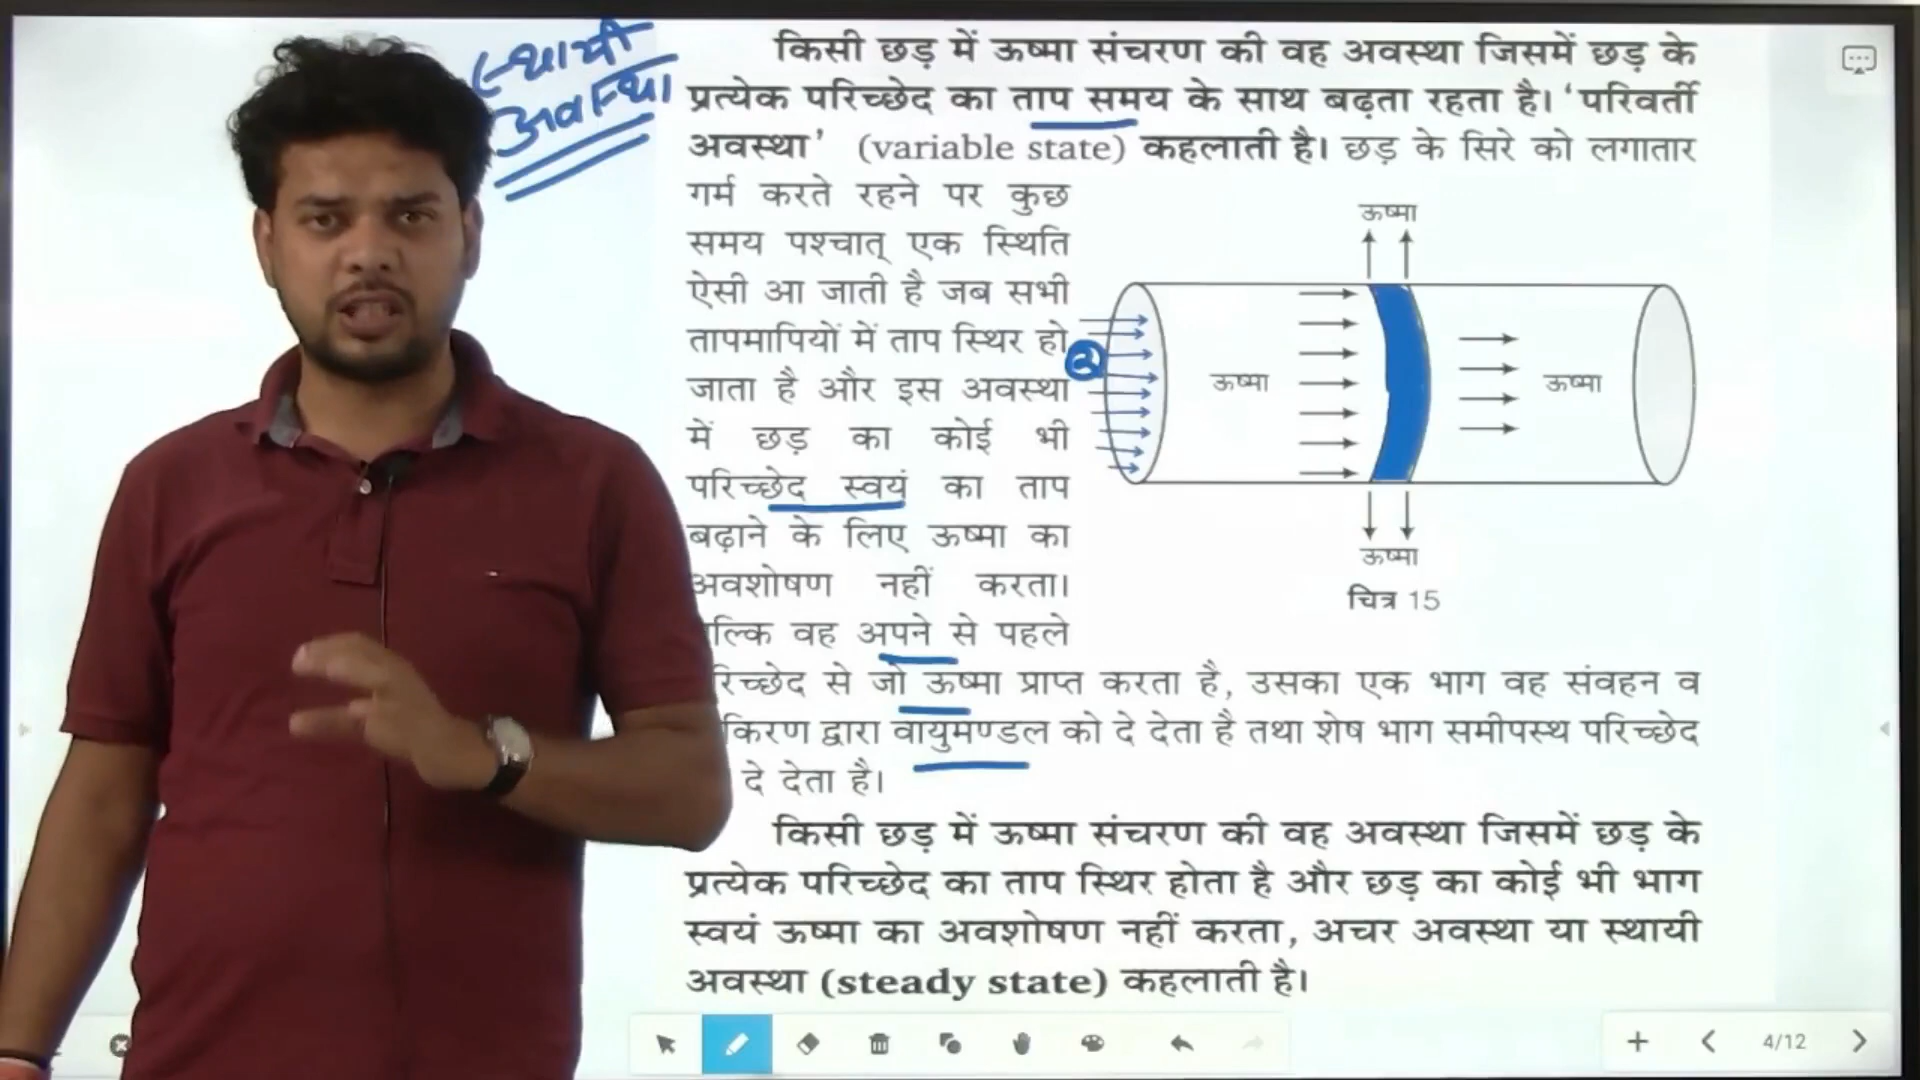 स्थायी
अवस्था
किसी छड़ में ऊष्मा संचरण की वह अवस्था जिसमें छड़ के
प्रत्येक परिच्छेद का ताप समय के साथ बढ़ता रहता है। ‘परिवर्ती
अवस्था’ (variable state) कहलाती है। छड़ के सिरे को लगातार
गर्म करते रहने पर कुछ
समय पश्चात् एक स्थिति
ऐसी आ जाती है जब सभी
तापमापियों में ताप स्थिर हो
जाता है और इस अवस्था
में छड़ का कोई भी
परिच्छेद स्वयं का ताप
बढ़ाने के लिए ऊष्मा का
अवशोषण नहीं करता।
ल्कि वह अपने से पहले
रिच्छेद से जो ऊष्मा प्राप्त करता है, उसका एक भाग वह संवहन व
किरण द्वारा वायुमण्डल को दे देता है तथा शेष भाग समीपस्थ परिच्छेद
दे देता है।
ऊष्मा
ऊष्मा
ऊष्मा
ऊष्मा
चित्र 15
किसी छड़ में ऊष्मा संचरण की वह अवस्था जिसमें छड़ के
प्रत्येक परिच्छेद का ताप स्थिर होता है और छड़ का कोई भी भाग
स्वयं ऊष्मा का अवशोषण नहीं करता, अचर अवस्था या स्थायी
अवस्था (steady state) कहलाती है।
4/12